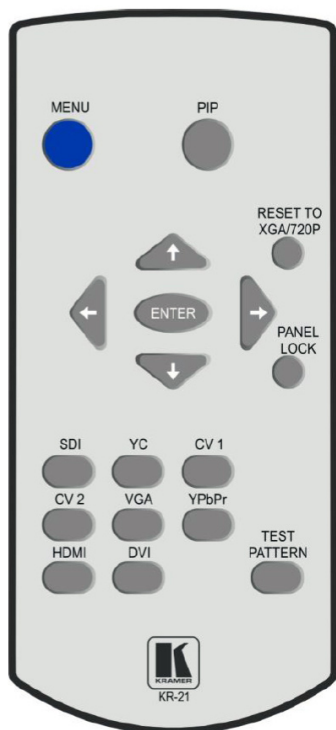 MENU PIP
RESET TO
XGA/720P
ENTER
PANEL
LOCK
SDI YC CV 1
CV 2 VGA YPbPr
HDMI DVI
TEST
PATTERN
K
KRAMER
KR-21